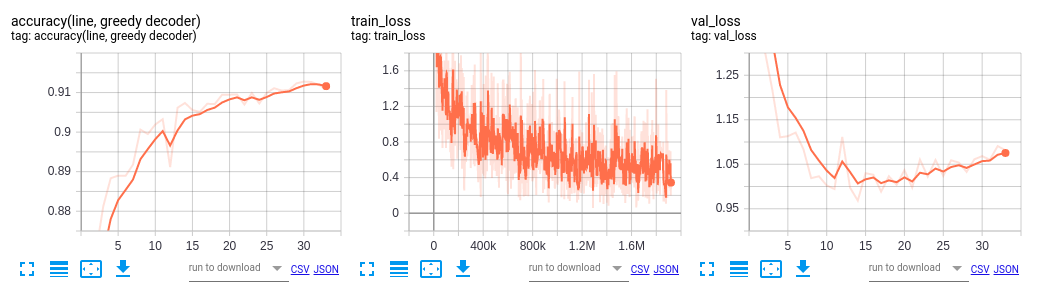 accuracy(line, greedy decoder)
tag: accuracy(line, greedy decoder)
0.91
0.9
0.89
0.88
5 10 15 20 25 30
run to download CSV JSON
train_loss
tag: train_loss
1.6
1.2
0.8
0.4
0
0 400k 800k 1.2M 1.6M
run to download CSV JSON
val_loss
tag: val_loss
1.25
1.15
1.05
0.95
5 10 15 20 25 30
run to download CSV JSON